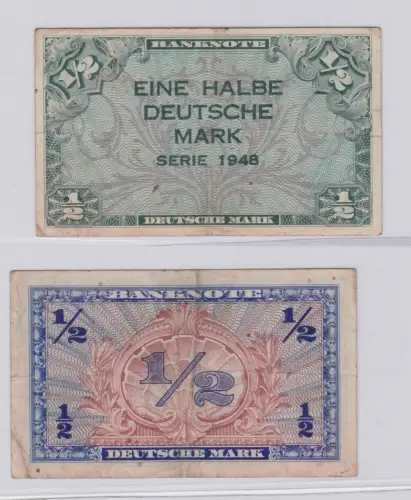 BANKNOTE
1/2 1/2
EINE HALBE
DEUTSCHE
MARK
SERIE 1948
1/2 1/2
DEUTSCHE MARK
BANKNOTE
1/2 1/2
1/2
1/2 1/2
DEUTSCHE MARK